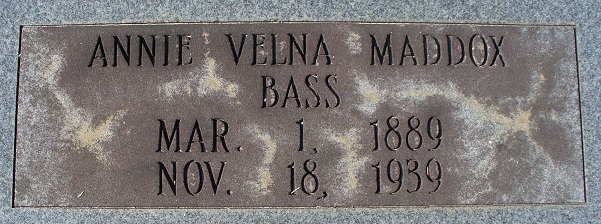 ANNIE VELNA MADDOX
BASS
MAR. 1, 1889
NOV. 18, 1939